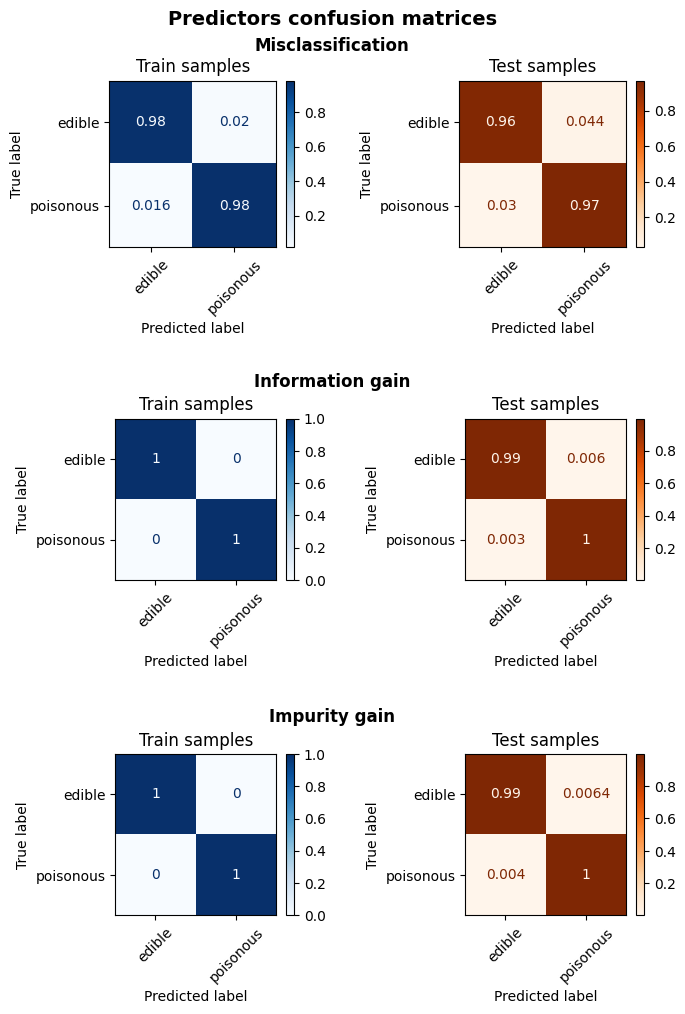 Predictors confusion matrices
Misclassification
Train samples
Test samples
True label
edible
0.98
0.02
0.8
0.6
0.4
0.2
poisonous
0.016
0.98
edible
poisonous
Predicted label
True label
edible
0.96
0.044
0.8
0.6
0.4
0.2
poisonous
0.03
0.97
edible
poisonous
Predicted label
Information gain
Train samples
Test samples
True label
edible
1
0
1.0
0.8
0.6
0.4
0.2
0.0
poisonous
0
1
edible
poisonous
Predicted label
True label
edible
0.99
0.006
0.8
0.6
0.4
0.2
poisonous
0.003
1
edible
poisonous
Predicted label
Impurity gain
Train samples
Test samples
True label
edible
1
0
1.0
0.8
0.6
0.4
0.2
0.0
poisonous
0
1
edible
poisonous
Predicted label
True label
edible
0.99
0.0064
0.8
0.6
0.4
0.2
poisonous
0.004
1
edible
poisonous
Predicted label